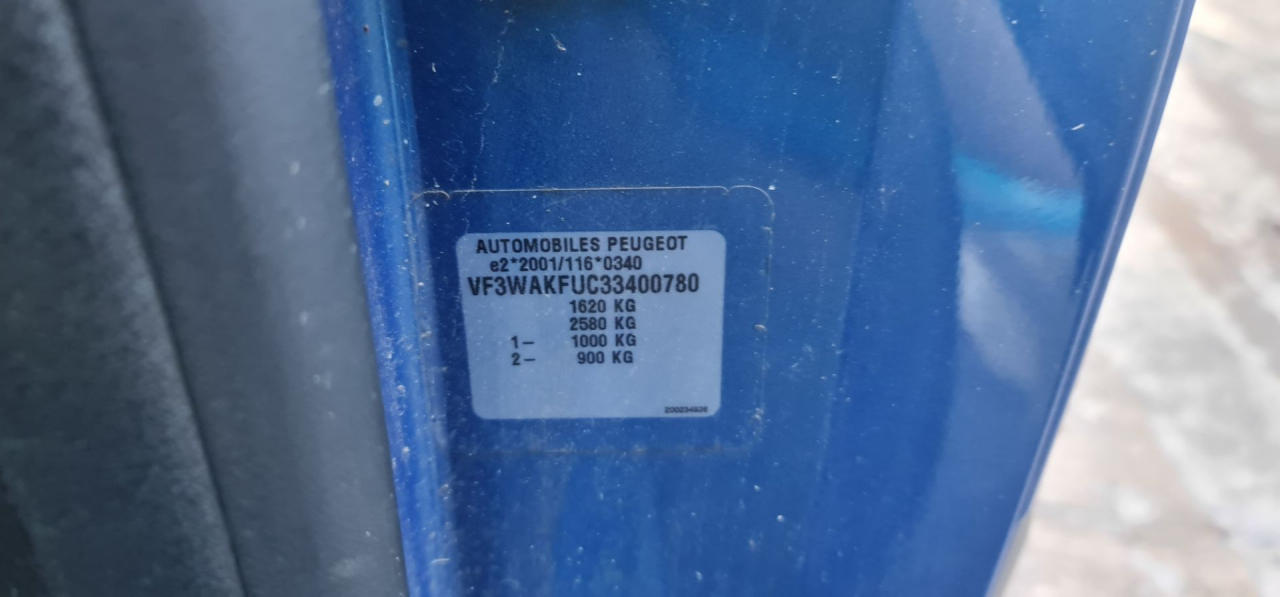 AUTOMOBILES PEUGEOT
e2*2001/116*0340
VF3WAKFUC33400780
1620 KG
2580 KG
1– 1000 KG
2– 900 KG